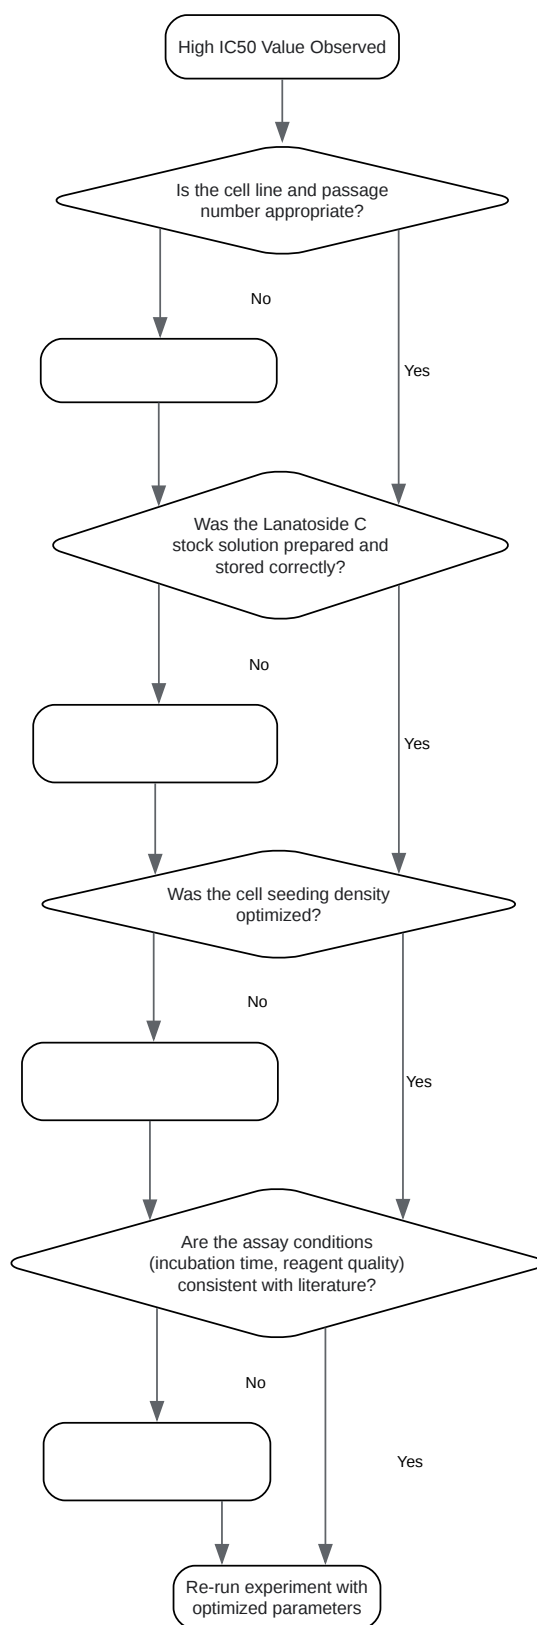 High IC50 Value Observed
Is the cell line and passage
number appropriate?
No
Yes
Was the Lanatoside C
stock solution prepared and
stored correctly?
No
Yes
Was the cell seeding density
optimized?
No
Yes
Are the assay conditions
(incubation time, reagent quality)
consistent with literature?
No
Yes
Re-run experiment with
optimized parameters